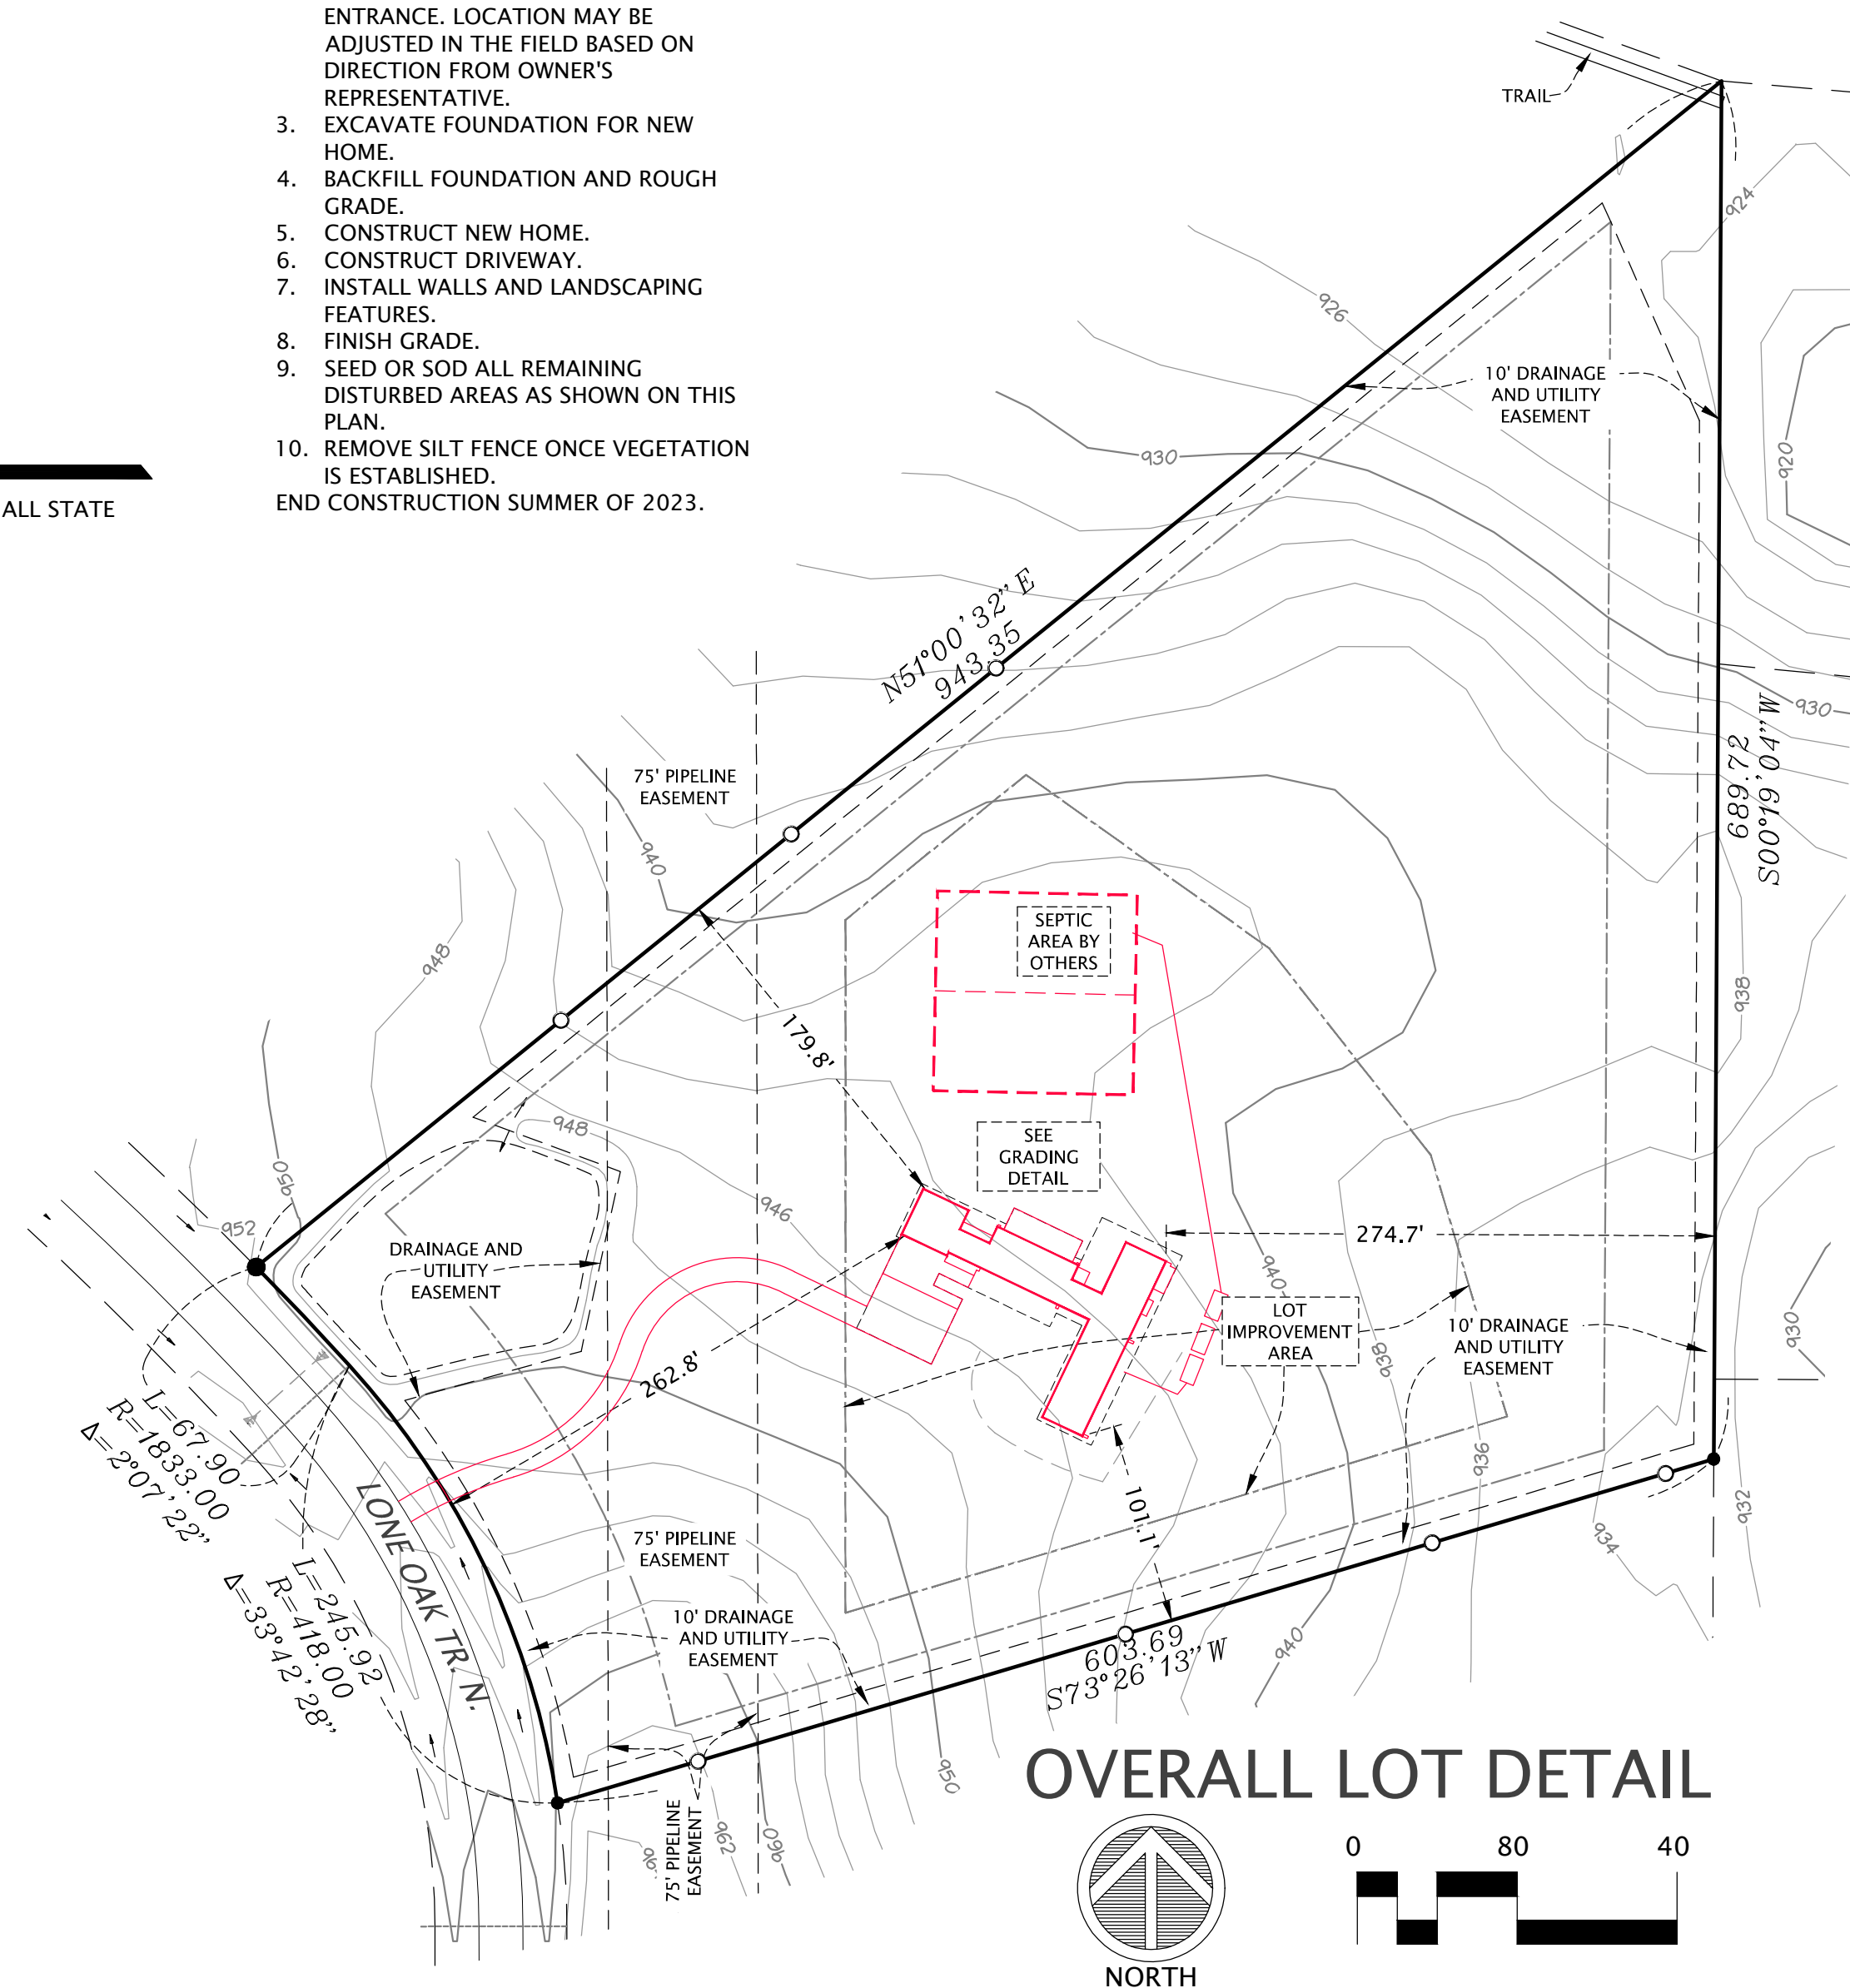 ENTRANCE. LOCATION MAY BE
ADJUSTED IN THE FIELD BASED ON
DIRECTION FROM OWNER'S
REPRESENTATIVE.
3. EXCAVATE FOUNDATION FOR NEW
HOME.
4. BACKFILL FOUNDATION AND ROUGH
GRADE.
5. CONSTRUCT NEW HOME.
6. CONSTRUCT DRIVEWAY.
7. INSTALL WALLS AND LANDSCAPING
FEATURES.
8. FINISH GRADE.
9. SEED OR SOD ALL REMAINING
DISTURBED AREAS AS SHOWN ON THIS
PLAN.
10. REMOVE SILT FENCE ONCE VEGETATION
IS ESTABLISHED.
END CONSTRUCTION SUMMER OF 2023.
ALL STATE
TRAIL
924
926
10' DRAINAGE
AND UTILITY
EASEMENT
920
930
N51°00'32"E
943.35
930
689.72
S00°19'04"W
75' PIPELINE
EASEMENT
940
948
SEPTIC
AREA BY
OTHERS
938
179.8'
948
SEE
GRADING
DETAIL
950
946
952
DRAINAGE AND
UTILITY
EASEMENT
274.7'
940
LOT
IMPROVEMENT
AREA
10' DRAINAGE
AND UTILITY
EASEMENT
930
938
262.8'
L=67.90
R=1833.00
Δ=2°07'22"
936
932
934
101.1'
LONE OAK TR. N.
75' PIPELINE
EASEMENT
L=245.92
R=418.00
Δ=33°42'28"
10' DRAINAGE
AND UTILITY
EASEMENT
603.69
S73°26'13"W
940
950
75' PIPELINE
EASEMENT
962
960
OVERALL LOT DETAIL
0 80 40
NORTH